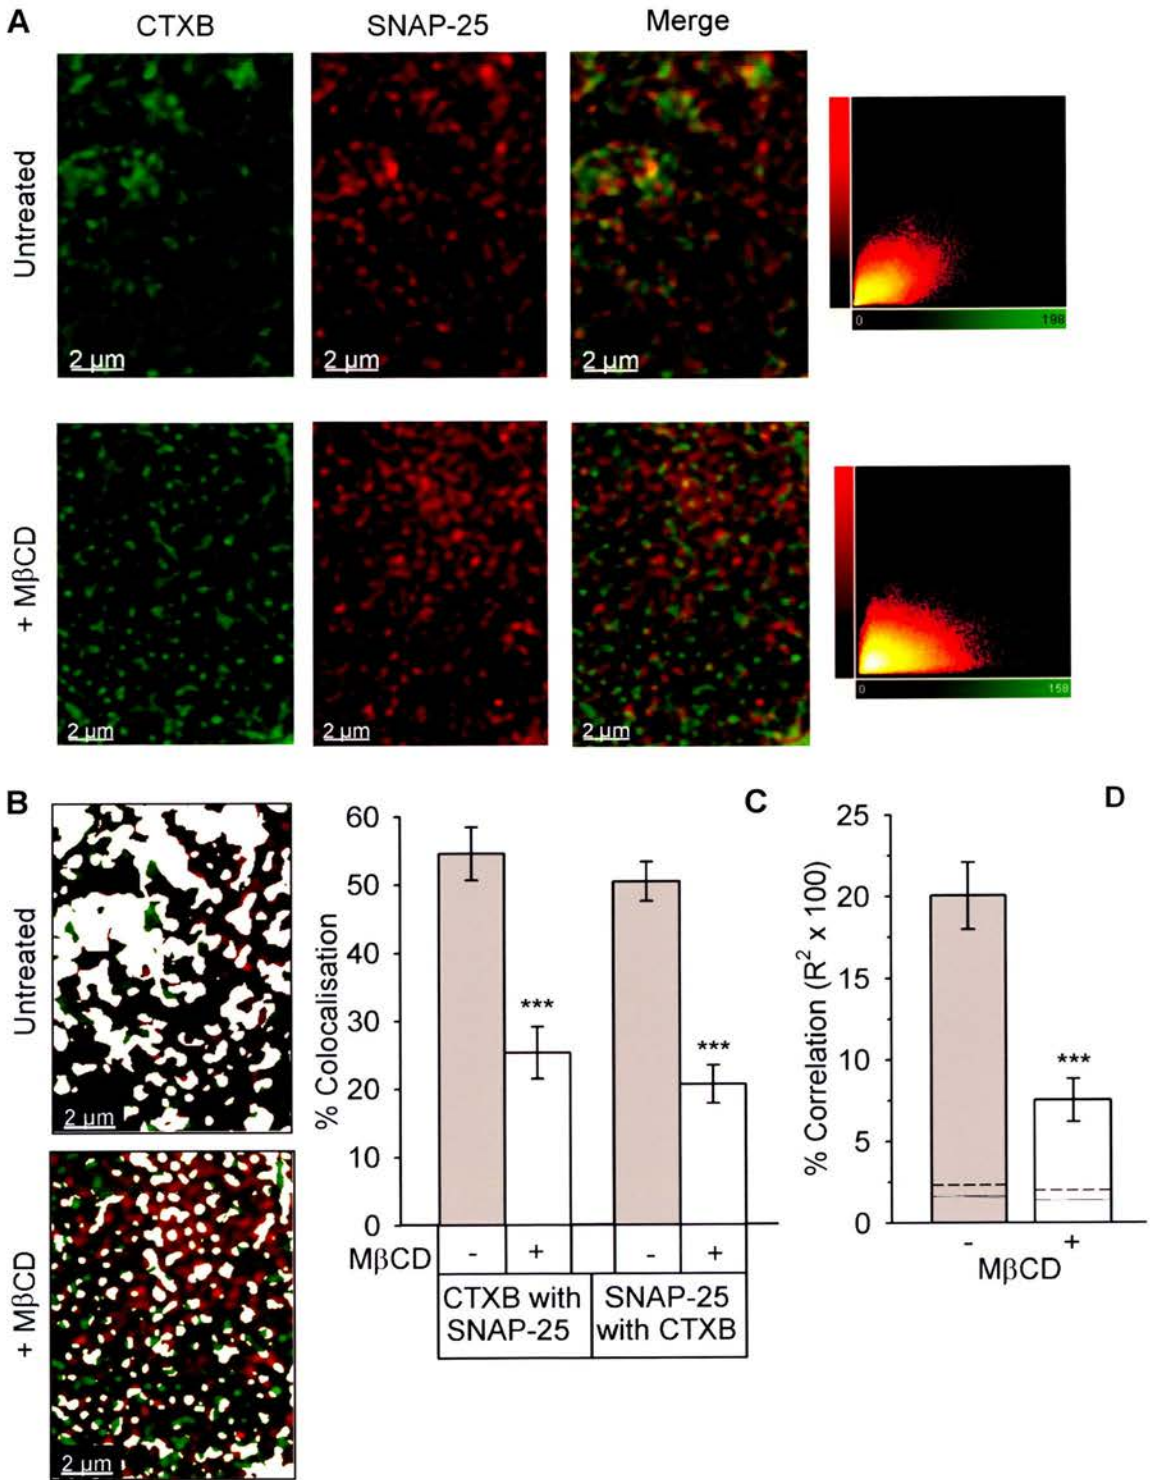 A
CTXB
SNAP-25
Merge
Untreated
2 µm
2 µm
2 µm
0
198
+ MβCD
2 µm
2 µm
2 µm
0
158
B
Untreated
2 µm
+ MβCD
2 µm
C
% Colocalisation
60
50
40
30
20
10
0
***
***
MβCD - + - +
CTXB with
SNAP-25
SNAP-25
with CTXB
D
% Correlation (R² x 100)
25
20
15
10
5
0
***
- +
MβCD